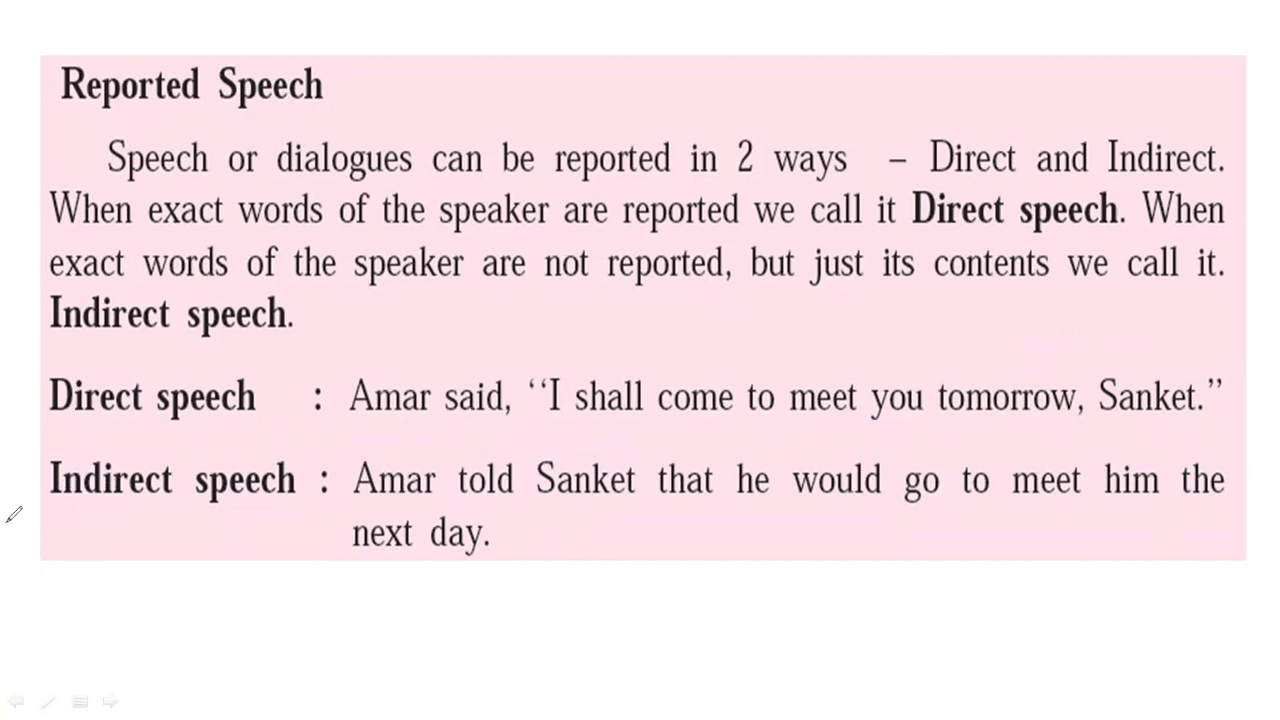 Reported Speech
Speech or dialogues can be reported in 2 ways – Direct and Indirect.
When exact words of the speaker are reported we call it Direct speech. When
exact words of the speaker are not reported, but just its contents we call it.
Indirect speech.
Direct speech : Amar said, ‘‘I shall come to meet you tomorrow, Sanket.’’
Indirect speech : Amar told Sanket that he would go to meet him the
next day.